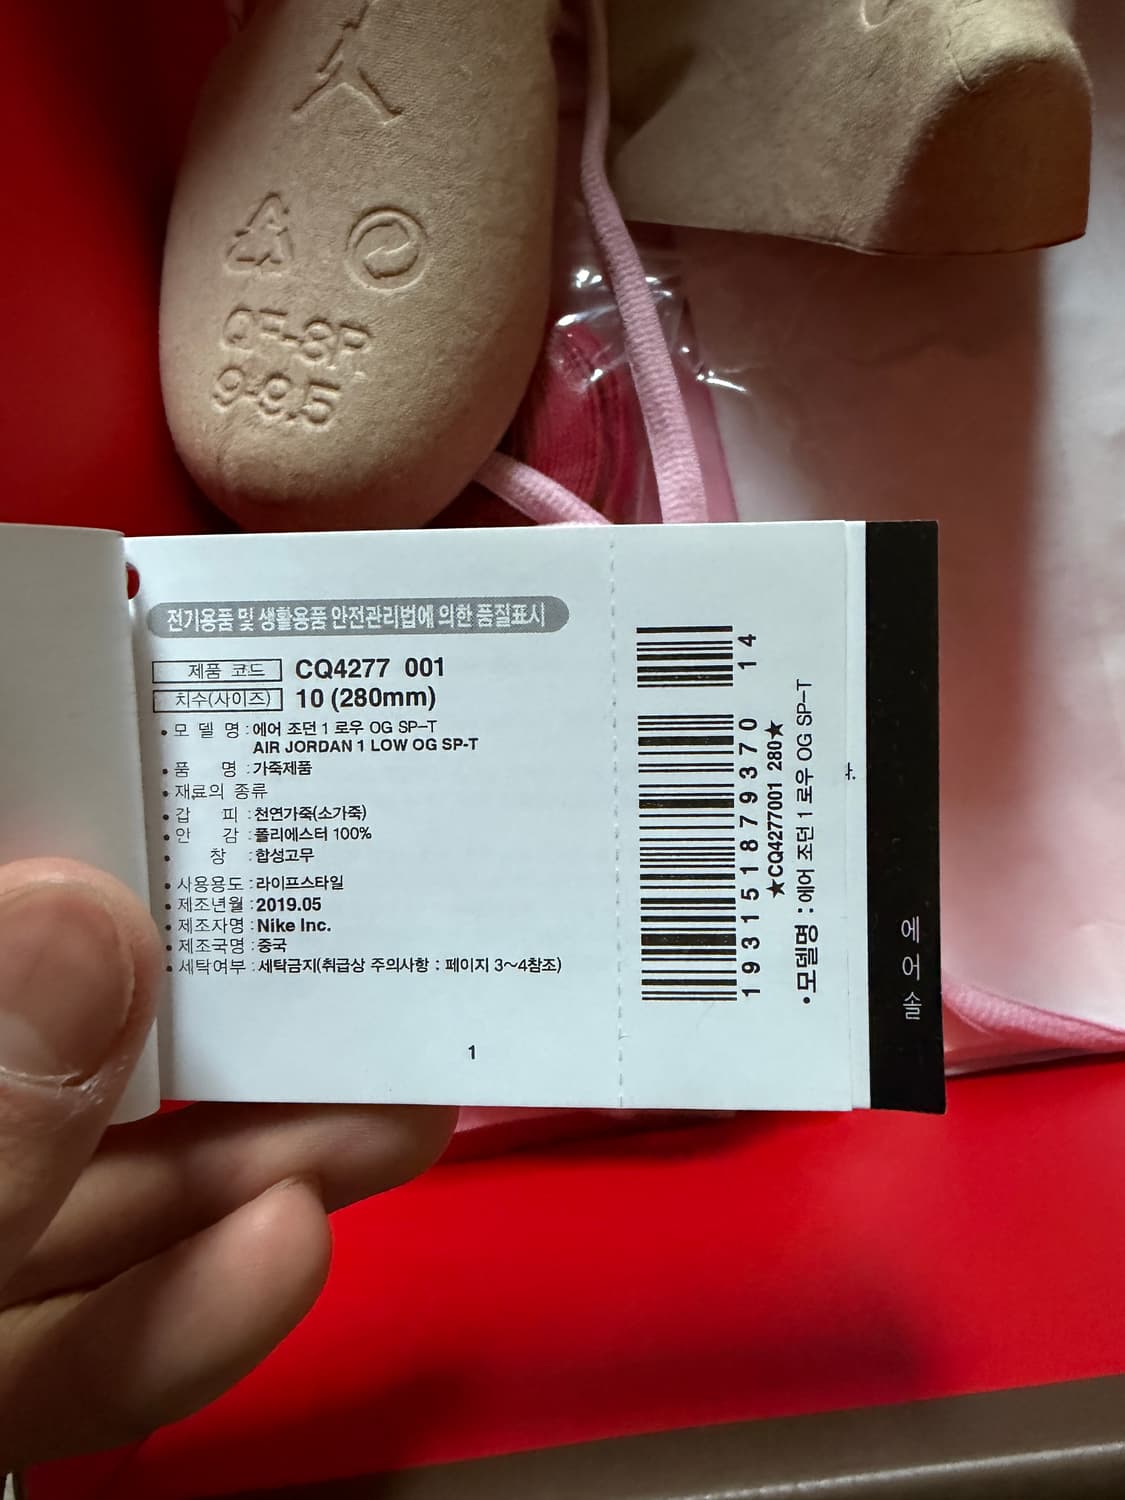 QF-8P
9-9.5
전기용품 및 생활용품 안전관리법에 의한 품질표시
제품 코드 CQ4277 001
치수(사이즈) 10 (280mm)
• 모 델 명 : 에어 조던 1 로우 OG SP-T
AIR JORDAN 1 LOW OG SP-T
• 품 명 : 가죽제품
• 재료의 종류
• 갑 피 : 천연가죽(소가죽)
• 안 감 : 폴리에스터 100%
• 창 : 합성고무
• 사용용도 : 라이프스타일
• 제조년월 : 2019.05
• 제조자명 : Nike Inc.
• 제조국명 : 중국
• 세탁여부 : 세탁금지(취급상 주의사항 : 페이지 3~4참조)
1
14
193151879370
★CQ4277001 280★
• 모델명 : 에어 조던 1 로우 OG SP-T
에어솔